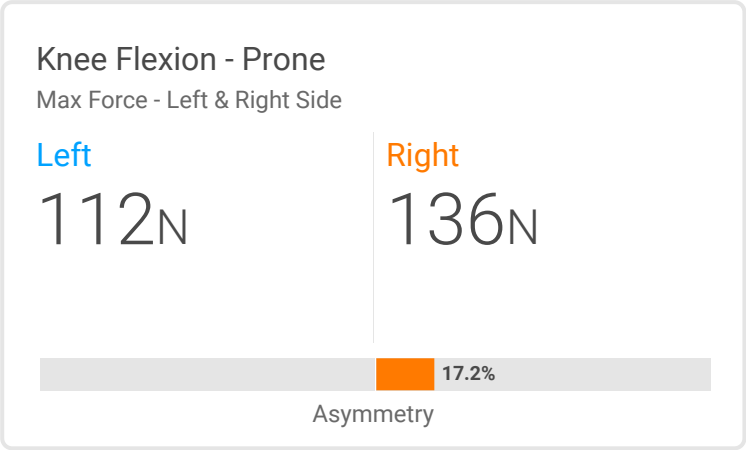 Knee Flexion - Prone
Max Force - Left & Right Side
Left
112N
Right
136N
17.2%
Asymmetry